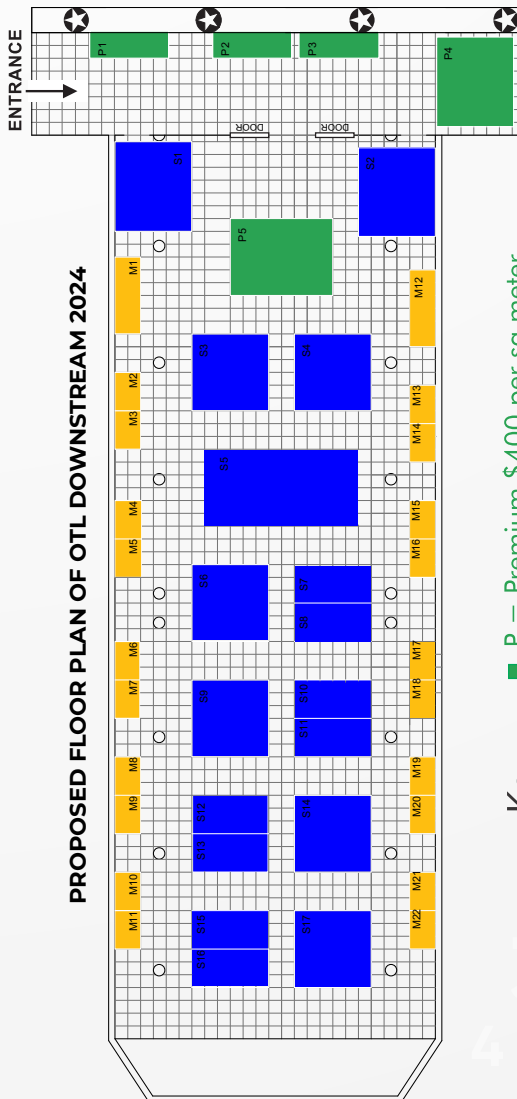 PROPOSED FLOOR PLAN OF OTL DOWNSTREAM 2024
ENTRANCE
P1
P2
P3
P4
DOOR
DOOR
S1
S2
P5
M1
M12
M2
M3
S3
S4
M13
M14
S5
M4
M5
M15
M16
S6
S7
S8
M6
M7
M17
M18
S9
S10
S11
M8
M9
M19
M20
S12
S13
S14
M10
M11
M21
M22
S15
S16
S17
P – Premium $400 per sq meter
4